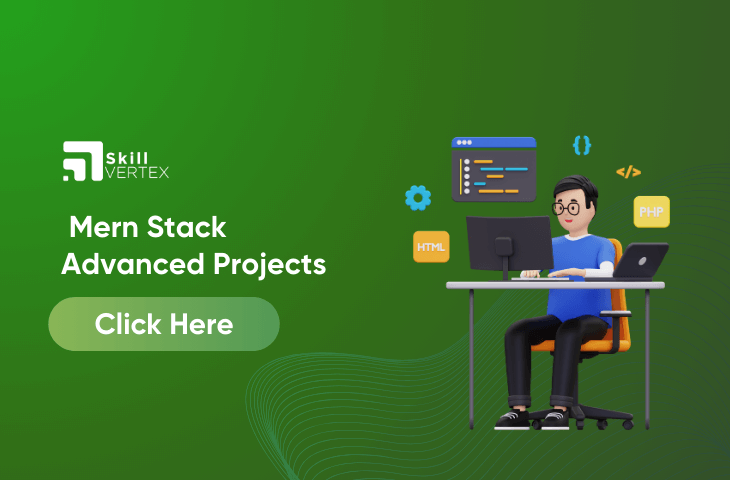 Skill
VERTEX
Mern Stack
Advanced Projects
Click Here
HTML
{}
</>
PHP